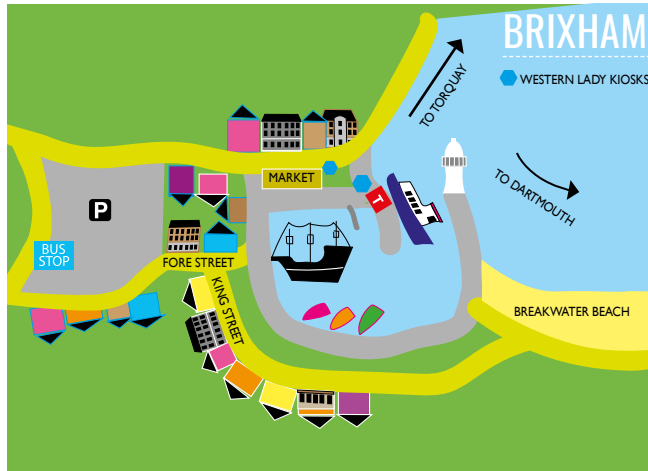 BRIXHAM
WESTERN LADY KIOSKS
TO TORQUAY
TO DARTMOUTH
MARKET
T
P
BUS
STOP
FORE STREET
KING STREET
BREAKWATER BEACH